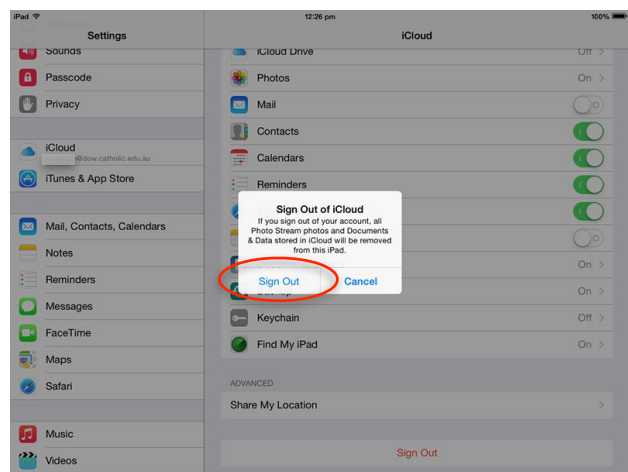 iPad 12:26 pm 100%
Settings
iCloud
Sounds
Passcode
Privacy
iCloud
@dow.catholic.edu.au
iTunes & App Store
Mail, Contacts, Calendars
Notes
Reminders
Messages
FaceTime
Maps
Safari
Music
Videos
iCloud Drive Off
Photos On
Mail
Contacts
Calendars
Reminders
Sign Out of iCloud
If you sign out of your account, all
Photo Stream photos and Documents
& Data stored in iCloud will be removed
from this iPad.
Sign Out Cancel
On
Backup On
Keychain Off
Find My iPad On
ADVANCED
Share My Location
Sign Out